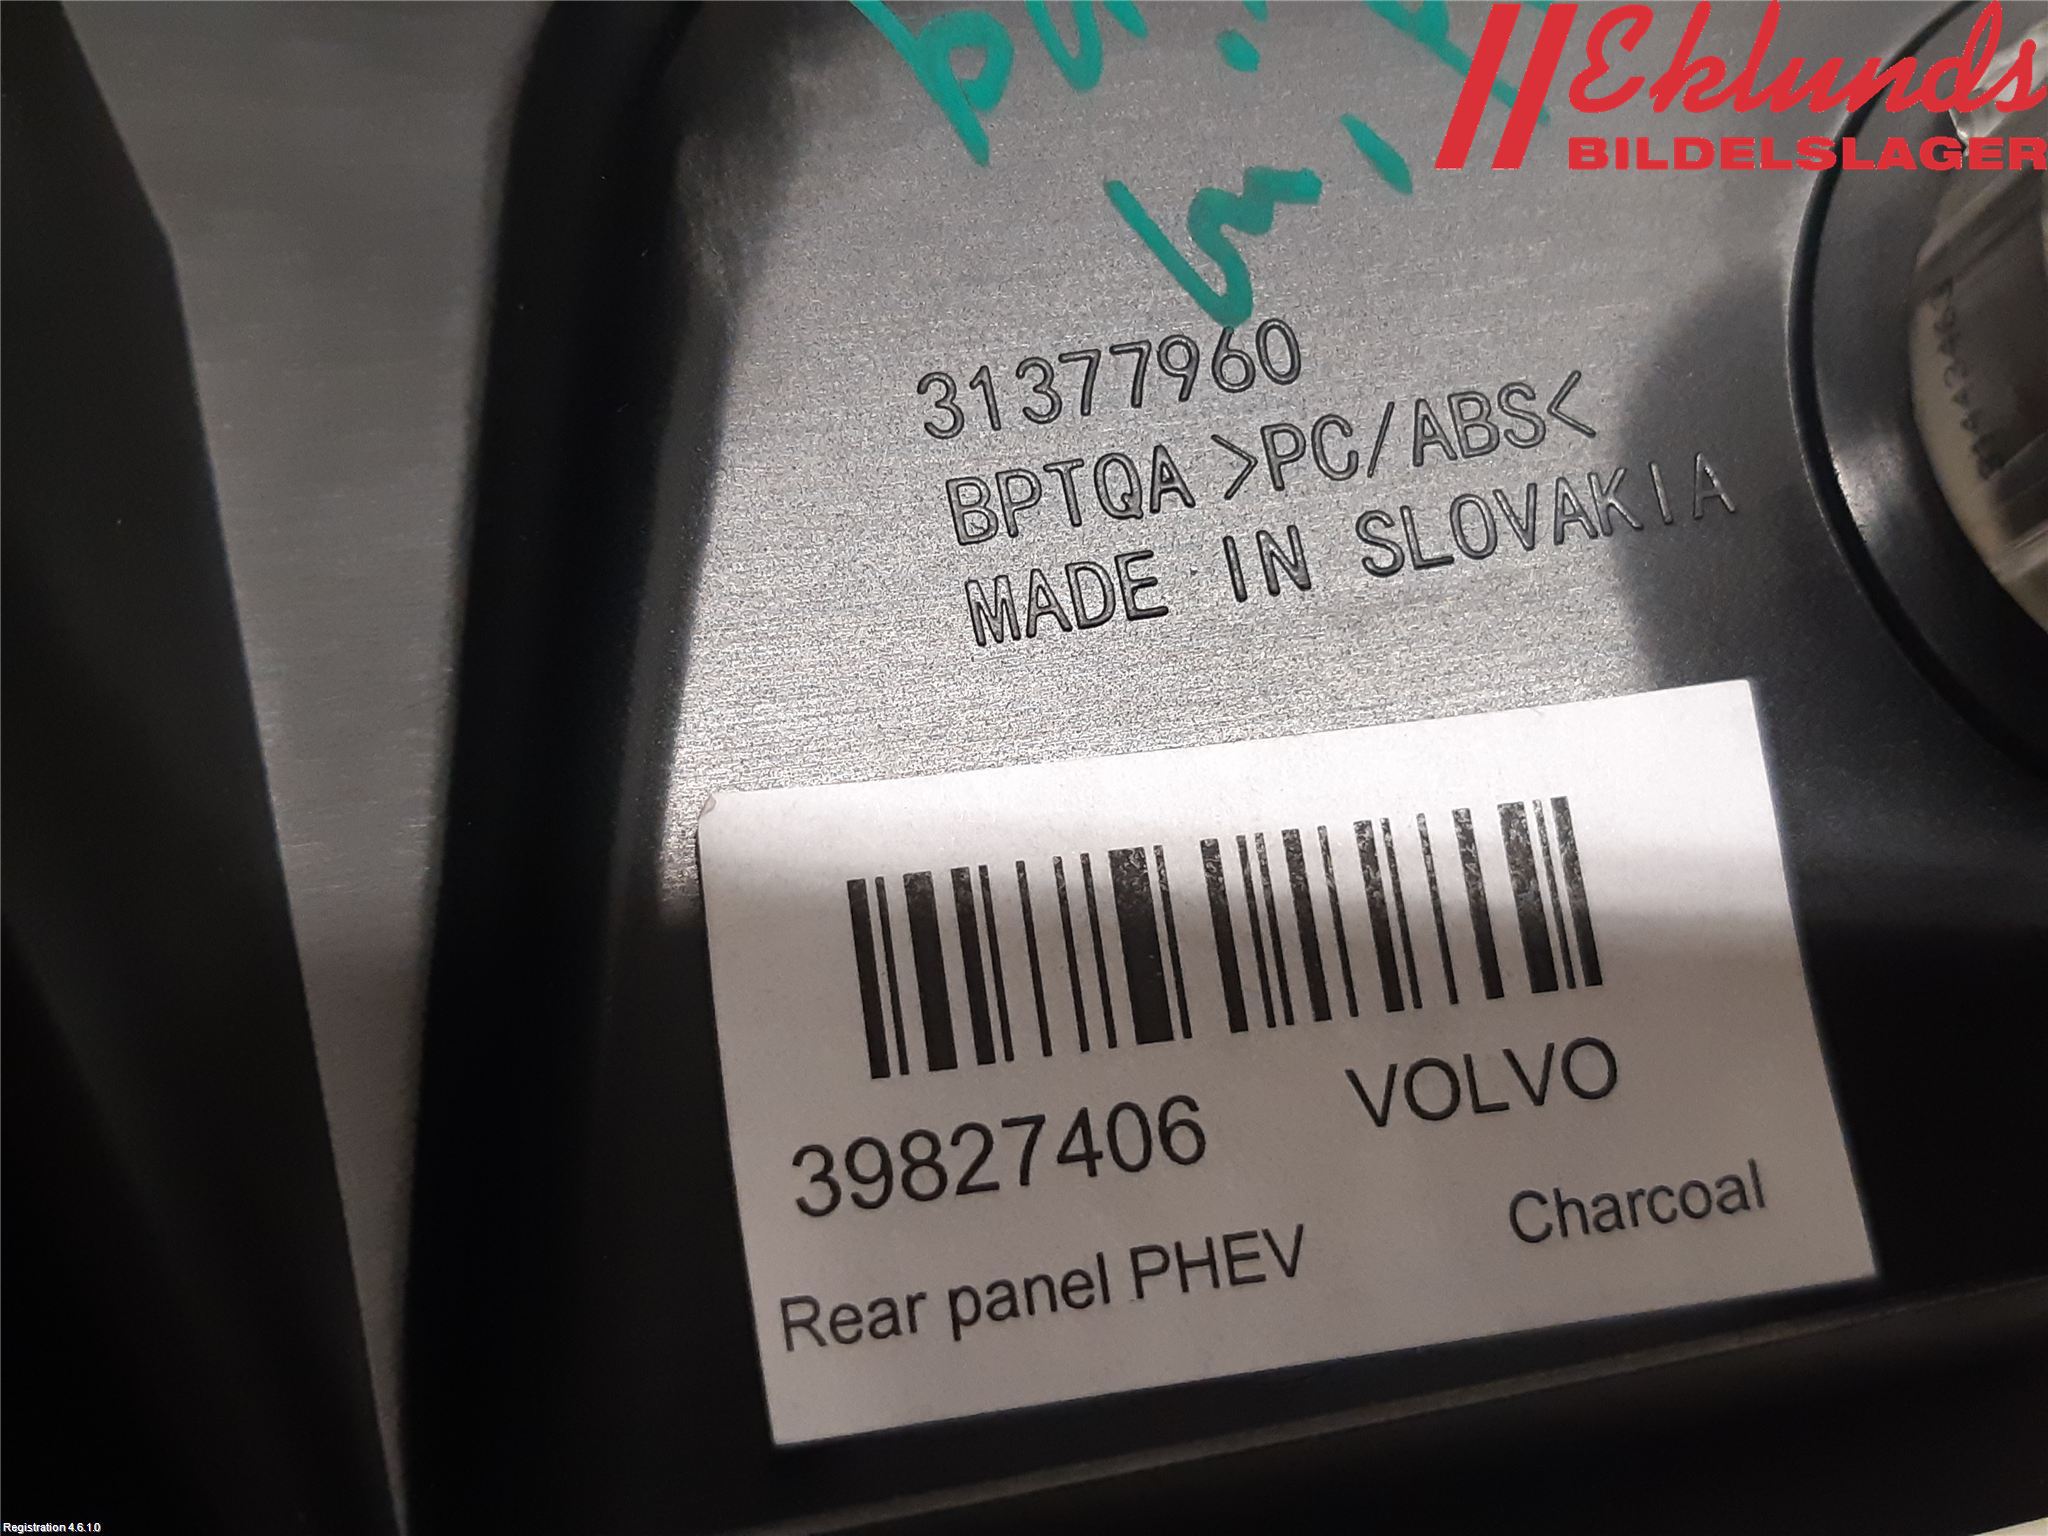 Eklunds
BILDELSLAGER
31377960
BPTQA >PC/ABS<
MADE IN SLOVAKIA
39827406 VOLVO
Rear panel PHEV Charcoal
Registration 4.6.1.0